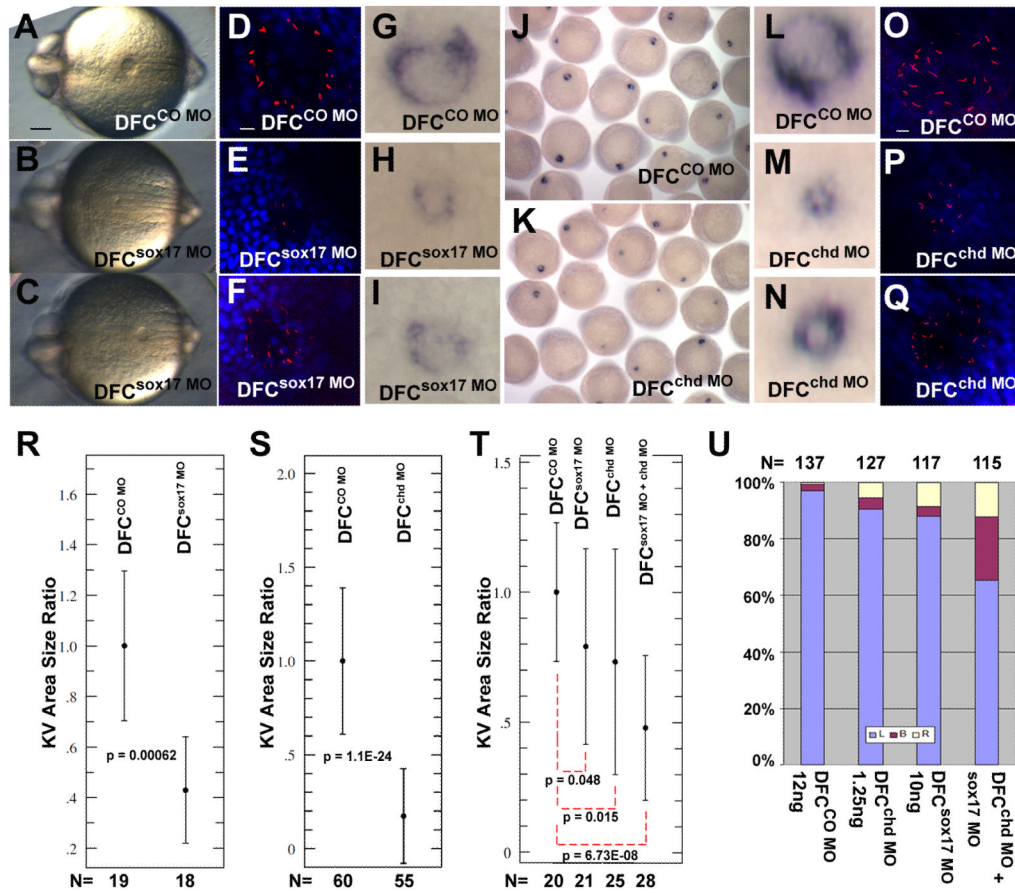 A
DFC CO MO
B
DFC sox17 MO
C
DFC sox17 MO
D
DFC CO MO
E
DFC sox17 MO
F
DFC sox17 MO
G
DFC CO MO
H
DFC sox17 MO
I
DFC sox17 MO
J
DFC CO MO
K
DFC chd MO
L
DFC CO MO
M
DFC chd MO
N
DFC chd MO
O
DFC CO MO
P
DFC chd MO
Q
DFC chd MO
R
KV Area Size Ratio
1.6
1.4
1.2
1.0
.8
.6
.4
.2
DFC CO MO
DFC sox17 MO
p = 0.00062
N= 19 18
S
KV Area Size Ratio
2.0
1.5
1.0
.5
0
DFC CO MO
DFC chd MO
p = 1.1E-24
N= 60 55
T
KV Area Size Ratio
1.5
1.0
.5
0
DFC CO MO
DFC sox17 MO
DFC chd MO
DFC sox17 MO + chd MO
p = 0.048
p = 0.015
p = 6.73E-08
N= 20 21 25 28
U
N= 137 127 117 115
100%
80%
60%
40%
20%
0%
L B R
DFC CO MO
12ng
DFC chd MO
1.25ng
DFC sox17 MO
10ng
DFC chd MO +
sox17 MO